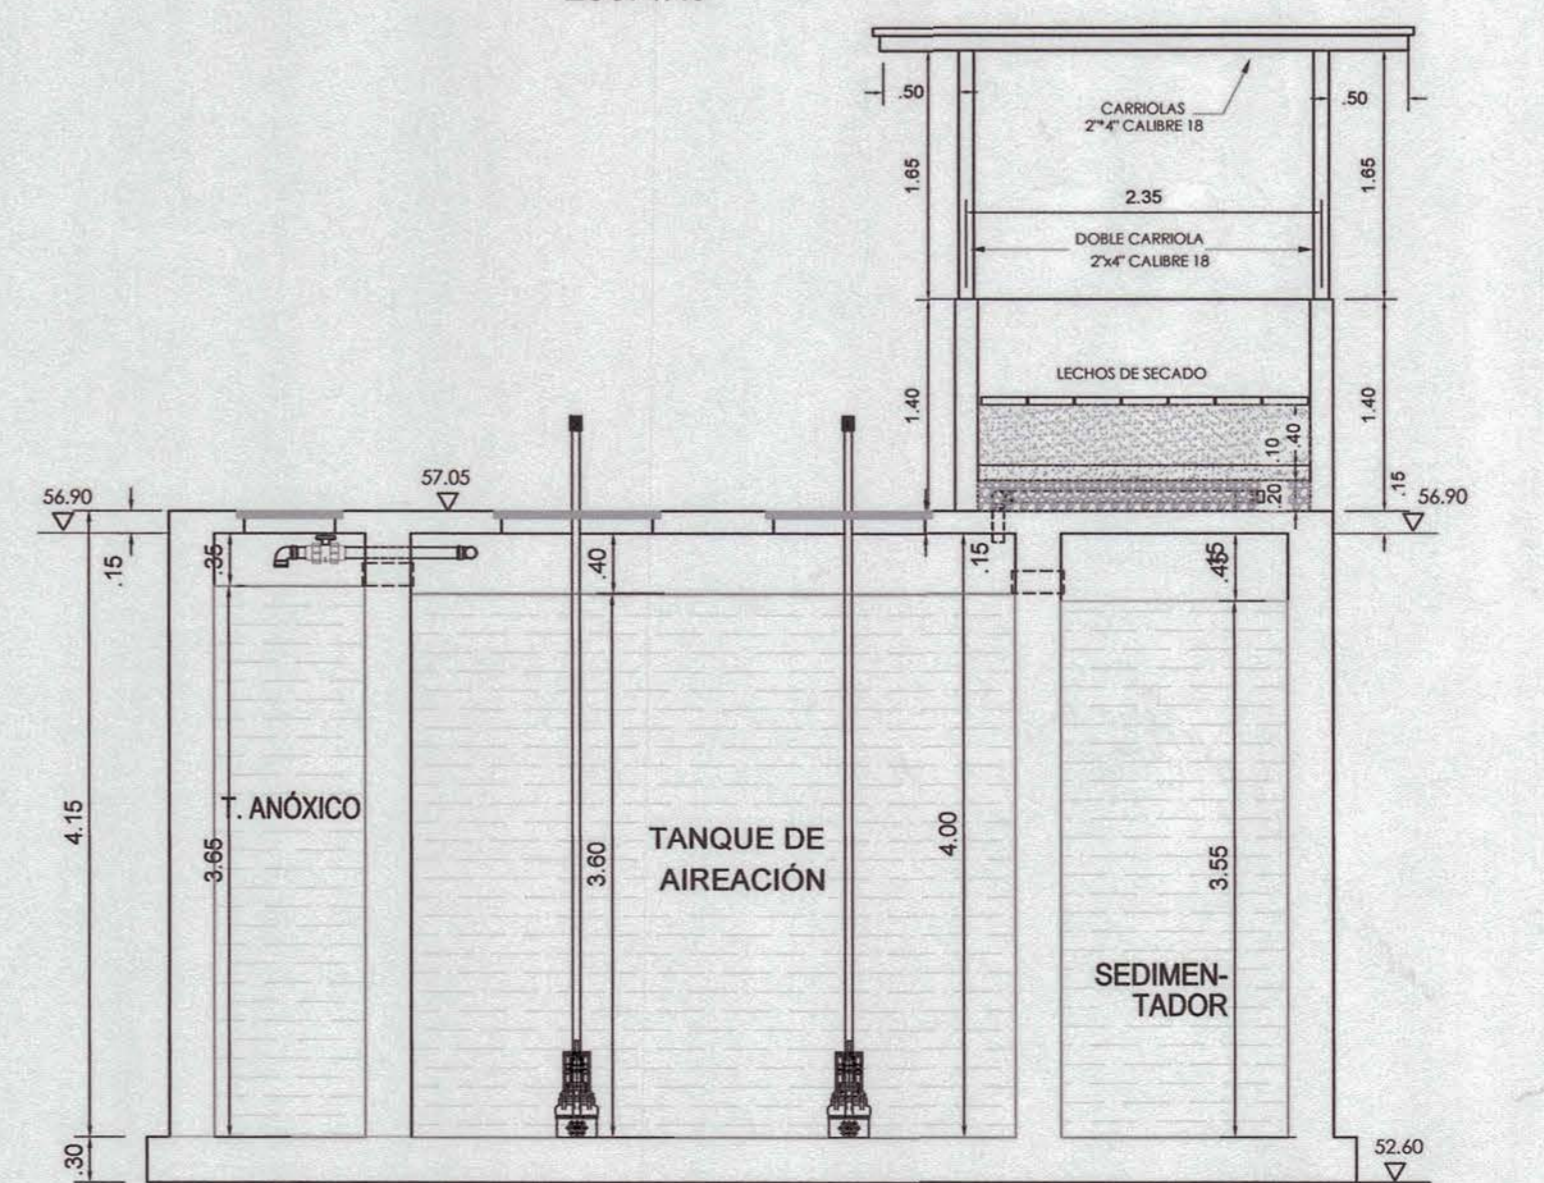 .50
CARRIOLAS
2"*4" CALIBRE 18
.50
1.65
1.65
2.35
DOBLE CARRIOLA
2"x4" CALIBRE 18
LECHOS DE SECADO
1.40
1.40
.10
.40
.20
.15
56.90
57.05
56.90
.15
.35
.40
.15
.45
T. ANÓXICO
4.15
3.65
3.60
TANQUE DE
AIREACIÓN
4.00
3.55
SEDIMEN-
TADOR
.30
52.60